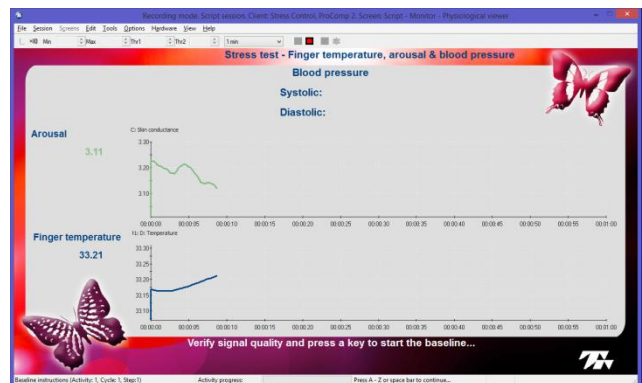 Recording mode. Script session. Client: Stress Control, ProComp 2, Screen: Script - Monitor - Physiological viewer
File Session Screens Edit Tools Options Hardware View Help
Min Max Thr1 Thr2 1 min
Stress test - Finger temperature, arousal & blood pressure
Blood pressure
Systolic:
Diastolic:
Arousal
3.11
C: Skin conductance
3.30
3.20
3.10
00:00:00 00:00:05 00:00:10 00:00:15 00:00:20 00:00:25 00:00:30 00:00:35 00:00:40 00:00:45 00:00:50 00:00:55 00:01:00
Finger temperature
33.21
D: Temperature
33.30
33.25
33.20
33.15
33.10
00:00:00 00:00:05 00:00:10 00:00:15 00:00:20 00:00:25 00:00:30 00:00:35 00:00:40 00:00:45 00:00:50 00:00:55 00:01:00
Verify signal quality and press a key to start the baseline...
Baseline instructions (Activity: 1, Cycle: 1, Step:1) Activity progress: Press A - Z or space bar to continue...